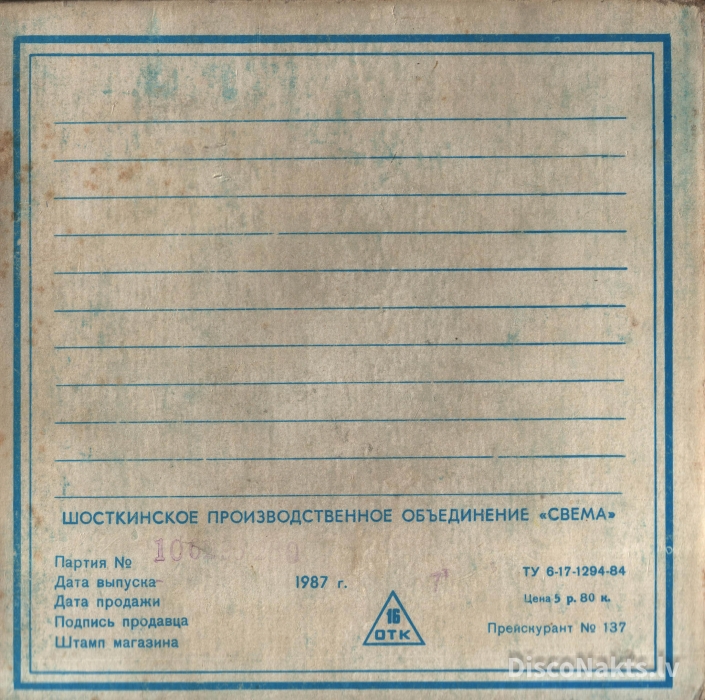 ШОСТКИНСКОЕ ПРОИЗВОДСТВЕННОЕ ОБЪЕДИНЕНИЕ «СВЕМА»
Партия №
Дата выпуска 1987 г.
Дата продажи
Подпись продавца
Штамп магазина
16
ОТК
ТУ 6-17-1294-84
Цена 5 р. 80 к.
Прейскурант № 137
DiscoNakts.lv